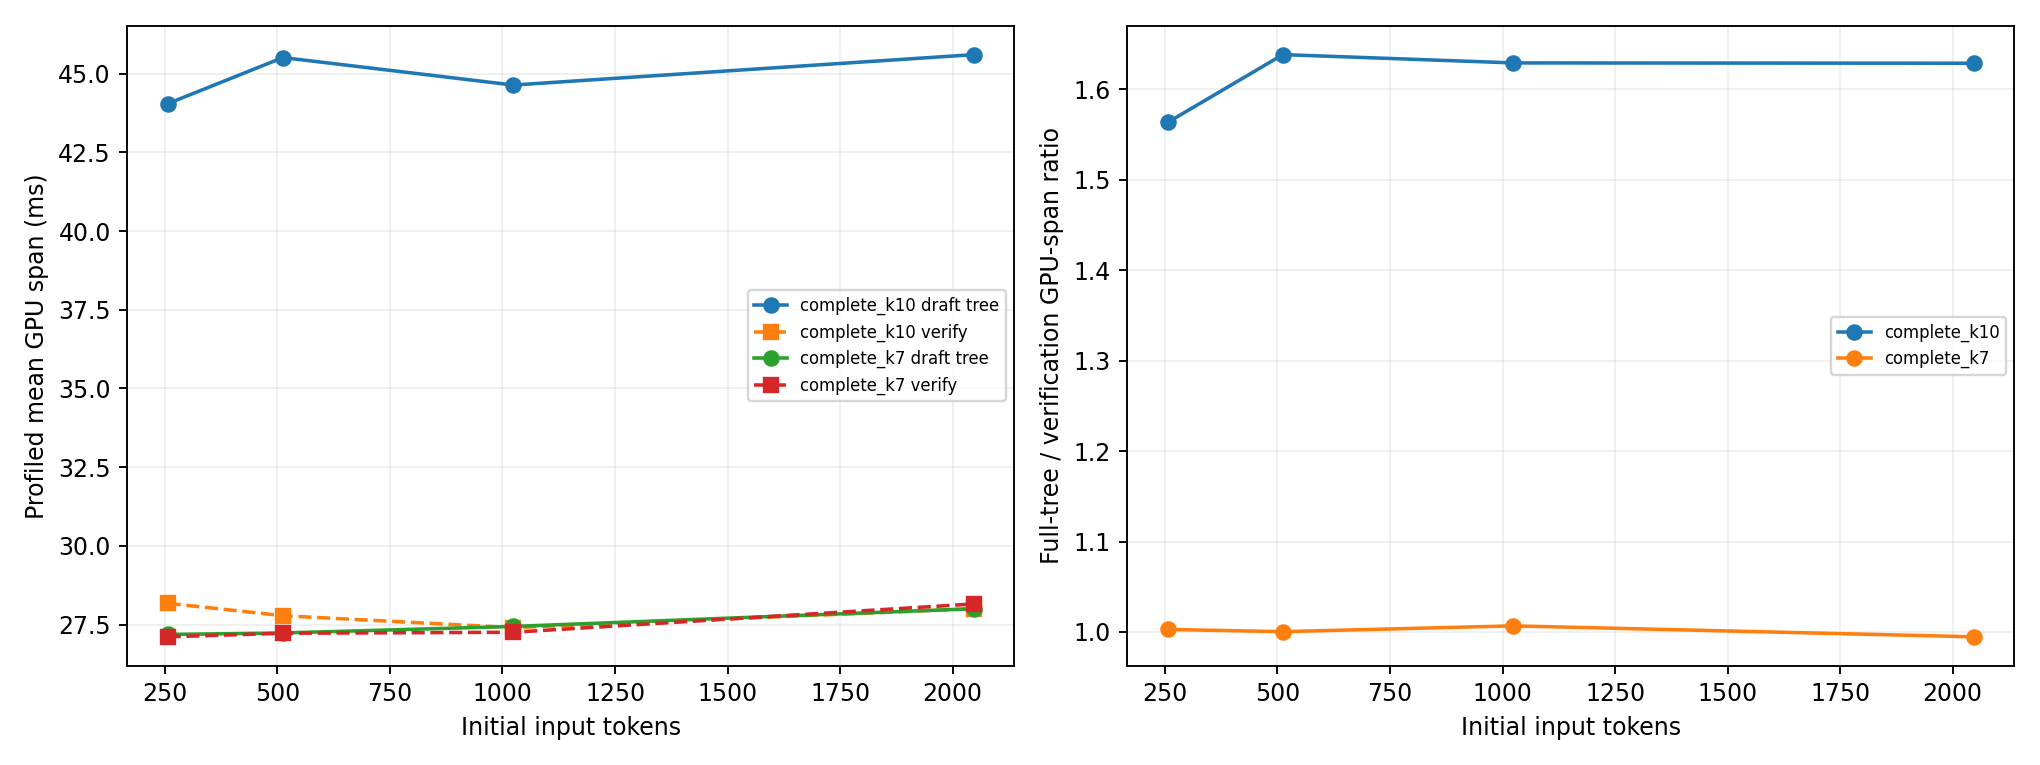 Profiled mean GPU span (ms)
45.0
42.5
40.0
37.5
35.0
32.5
30.0
27.5
complete_k10 draft tree
complete_k10 verify
complete_k7 draft tree
complete_k7 verify
250 500 750 1000 1250 1500 1750 2000
Initial input tokens
Full-tree / verification GPU-span ratio
1.6
1.5
1.4
1.3
1.2
1.1
1.0
complete_k10
complete_k7
250 500 750 1000 1250 1500 1750 2000
Initial input tokens